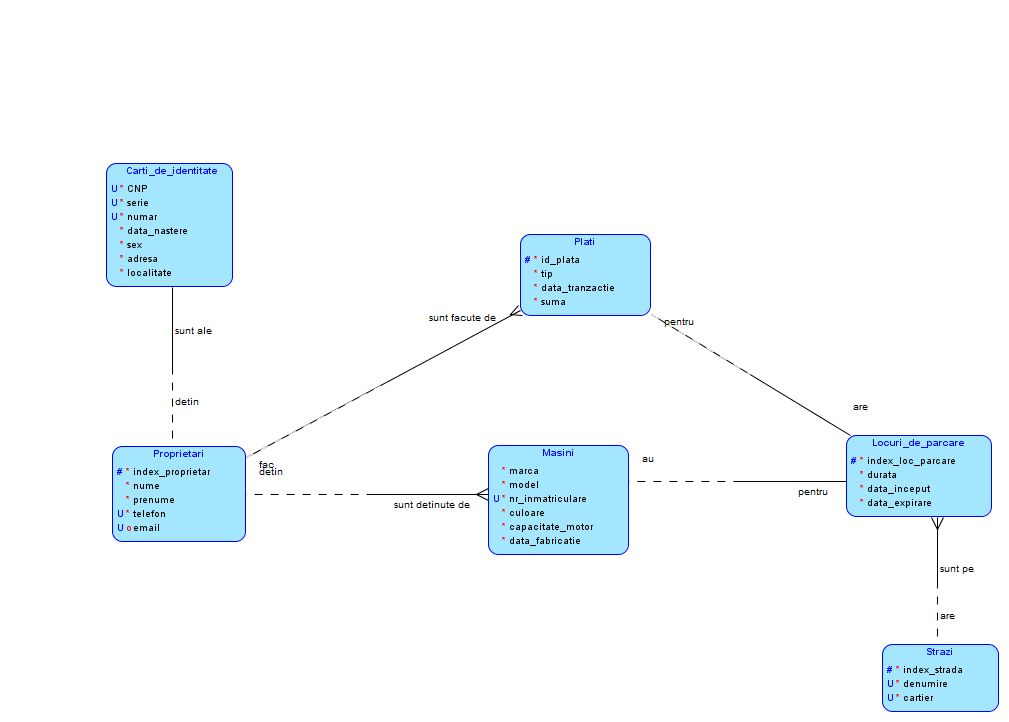 Carti_de_identitate
U * CNP
U * serie
U * numar
* data_nastere
* sex
* adresa
* localitate
Plati
# * id_plata
* tip
* data_tranzactie
* suma
sunt ale
sunt facute de
pentru
detin
are
Proprietari
# * index_proprietar
* nume
* prenume
U * telefon
U o email
fac
detin
sunt detinute de
Masini
* marca
* model
U * nr_inmatriculare
* culoare
* capacitate_motor
* data_fabricatie
au
pentru
Locuri_de_parcare
# * index_loc_parcare
* durata
* data_inceput
* data_expirare
sunt pe
are
Strazi
# * index_strada
U * denumire
U * cartier